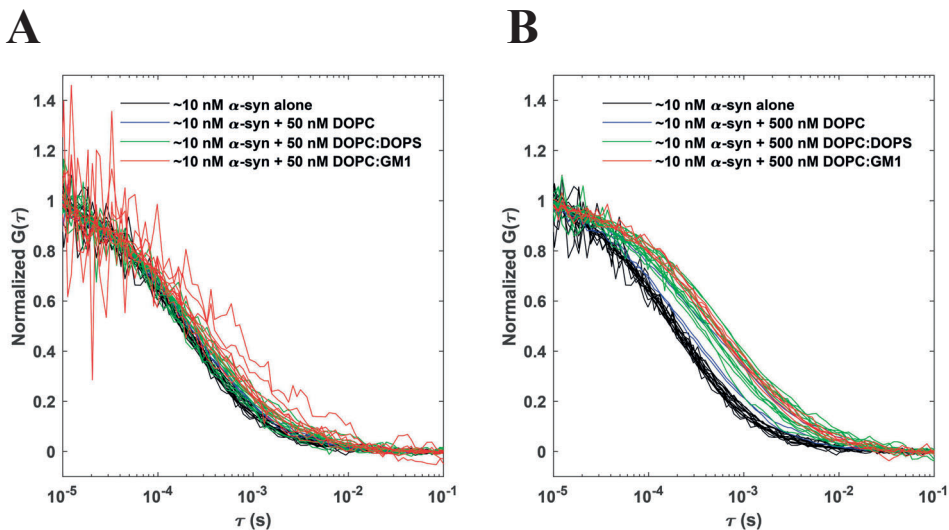 A
B
1.4
1.2
1
0.8
0.6
0.4
0.2
0
Normalized G(τ)
~10 nM α-syn alone
~10 nM α-syn + 50 nM DOPC
~10 nM α-syn + 50 nM DOPC:DOPS
~10 nM α-syn + 50 nM DOPC:GM1
10⁻⁵ 10⁻⁴ 10⁻³ 10⁻² 10⁻¹
τ (s)
1.4
1.2
1
0.8
0.6
0.4
0.2
0
Normalized G(τ)
~10 nM α-syn alone
~10 nM α-syn + 500 nM DOPC
~10 nM α-syn + 500 nM DOPC:DOPS
~10 nM α-syn + 500 nM DOPC:GM1
10⁻⁵ 10⁻⁴ 10⁻³ 10⁻² 10⁻¹
τ (s)